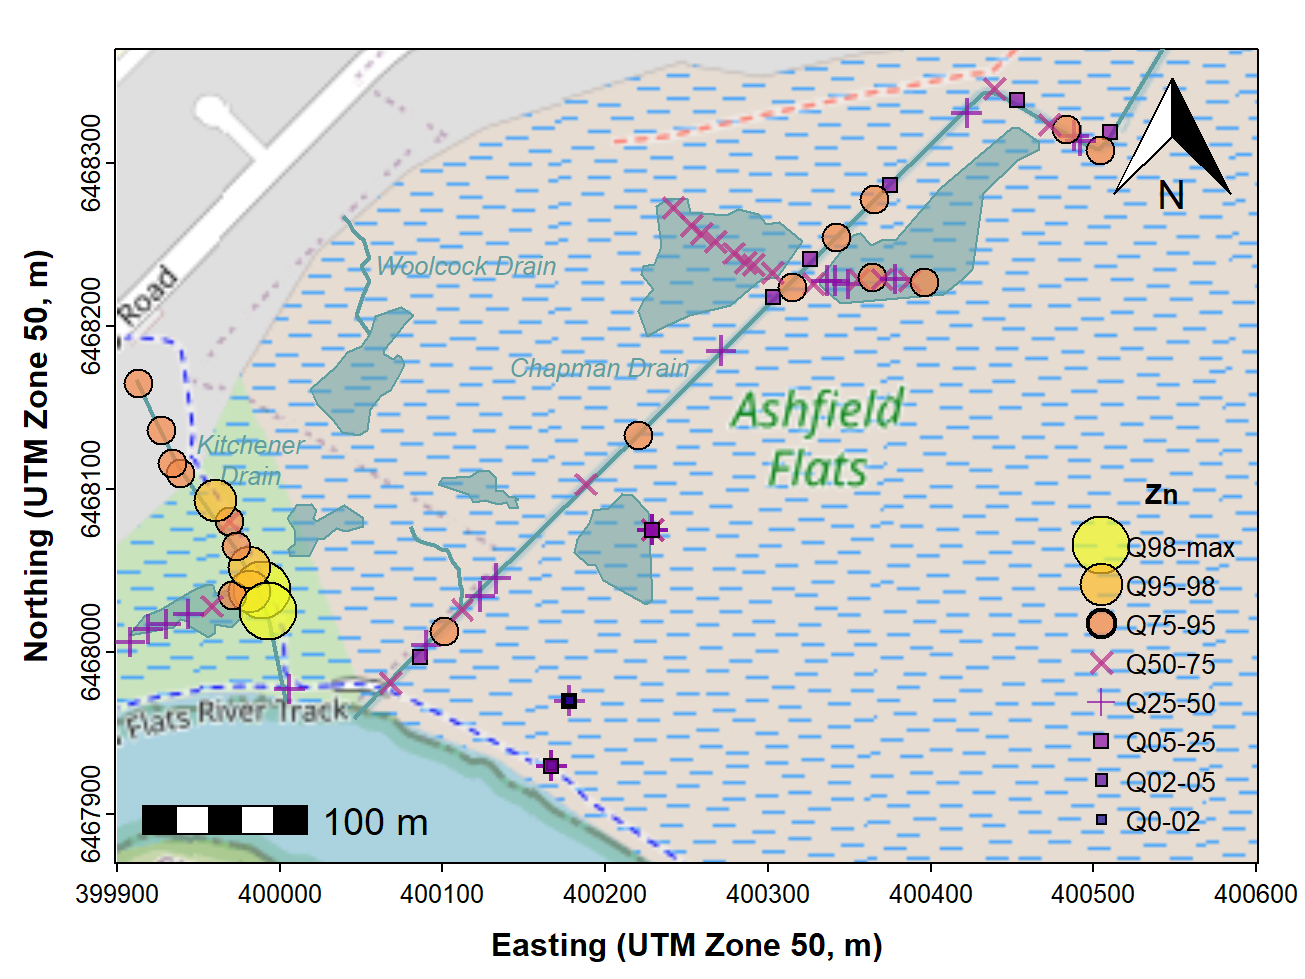 Northing (UTM Zone 50, m)
6468300
6468200
6468100
6468000
6467900
Road
Woolcock Drain
Chapman Drain
Kitchener
Drain
Ashfield
Flats
N
Zn
Q98-max
Q95-98
Q75-95
Q50-75
Q25-50
Q05-25
Q02-05
Q0-02
Flats River Track
100 m
399900 400000 400100 400200 400300 400400 400500 400600
Easting (UTM Zone 50, m)